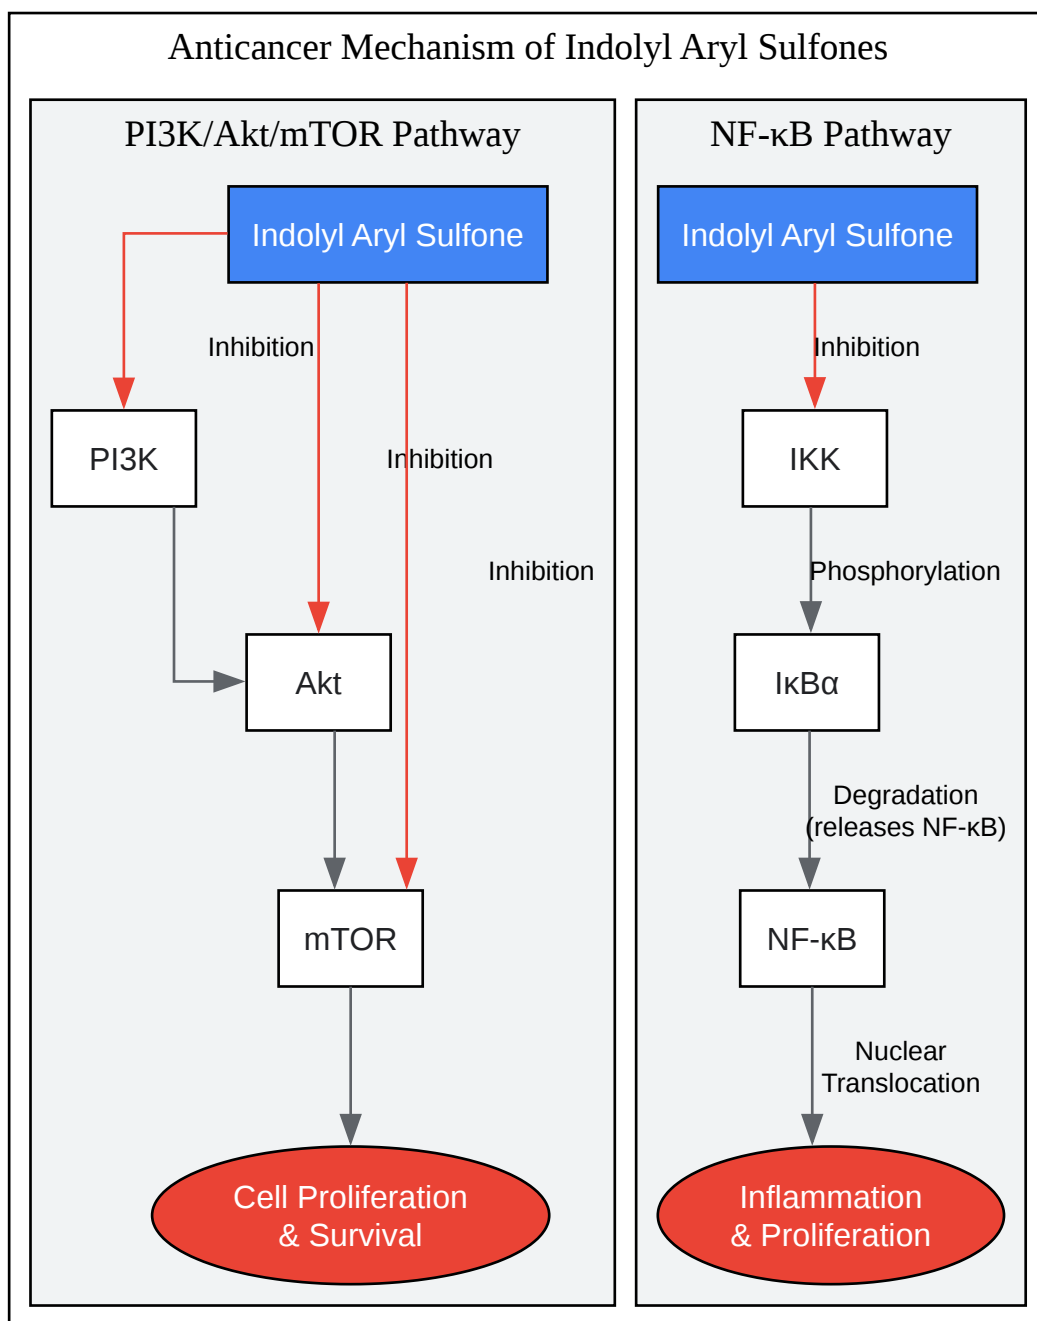 Anticancer Mechanism of Indolyl Aryl Sulfones
PI3K/Akt/mTOR Pathway
Indolyl Aryl Sulfone
Inhibition
PI3K
Inhibition
Inhibition
Akt
mTOR
Cell Proliferation
& Survival
NF-κB Pathway
Indolyl Aryl Sulfone
Inhibition
IKK
Phosphorylation
IκBα
Degradation
(releases NF-κB)
NF-κB
Nuclear
Translocation
Inflammation
& Proliferation